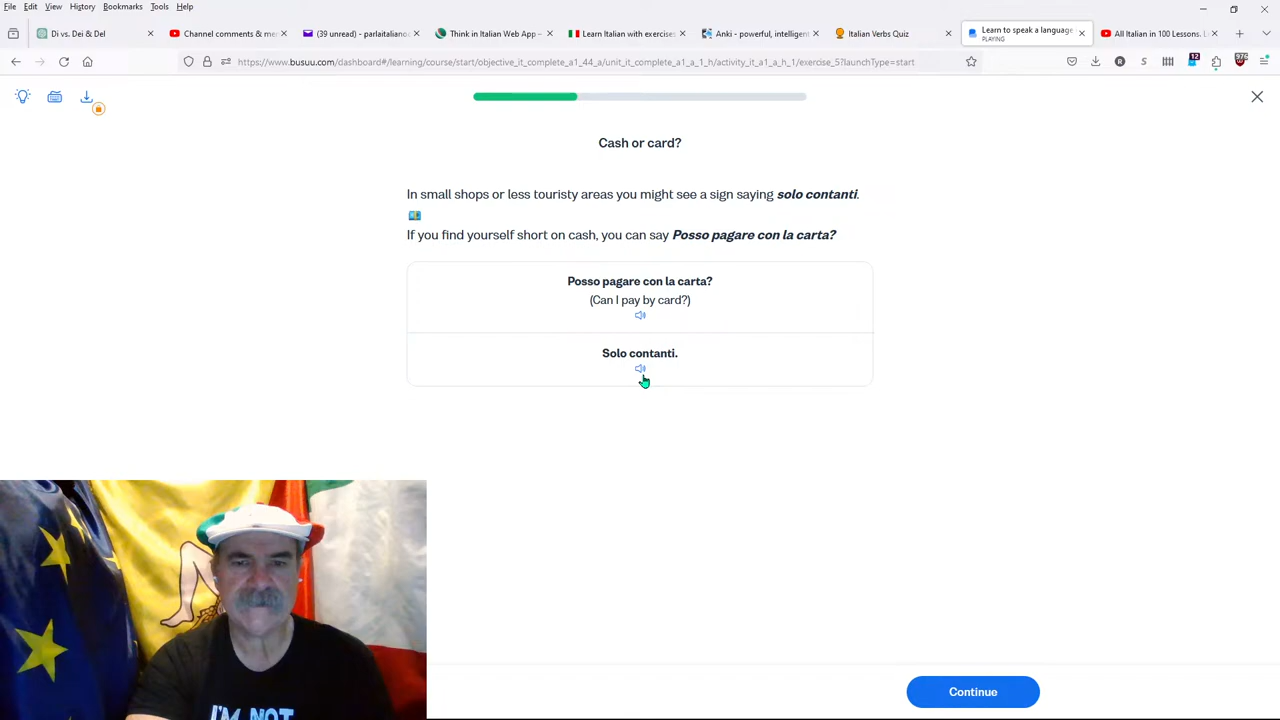 File Edit View History Bookmarks Tools Help
Di vs. Dei & Del
Channel comments & me
(39 unread) - parlaitalianoc
Think in Italian Web App –
Learn Italian with exercises
Anki - powerful, intelligent
Italian Verbs Quiz
Learn to speak a language
PLAYING
All Italian in 100 Lessons. L
https://www.busuu.com/dashboard#/learning/course/start/objective_it_complete_a1_44_a/unit_it_complete_a1_a_1_h/activity_it_a1_a_h_1/exercise_5?launchType=start
12
Cash or card?
In small shops or less touristy areas you might see a sign saying solo contanti.
If you find yourself short on cash, you can say Posso pagare con la carta?
Posso pagare con la carta?
(Can I pay by card?)
Solo contanti.
Continue
I'M NOT